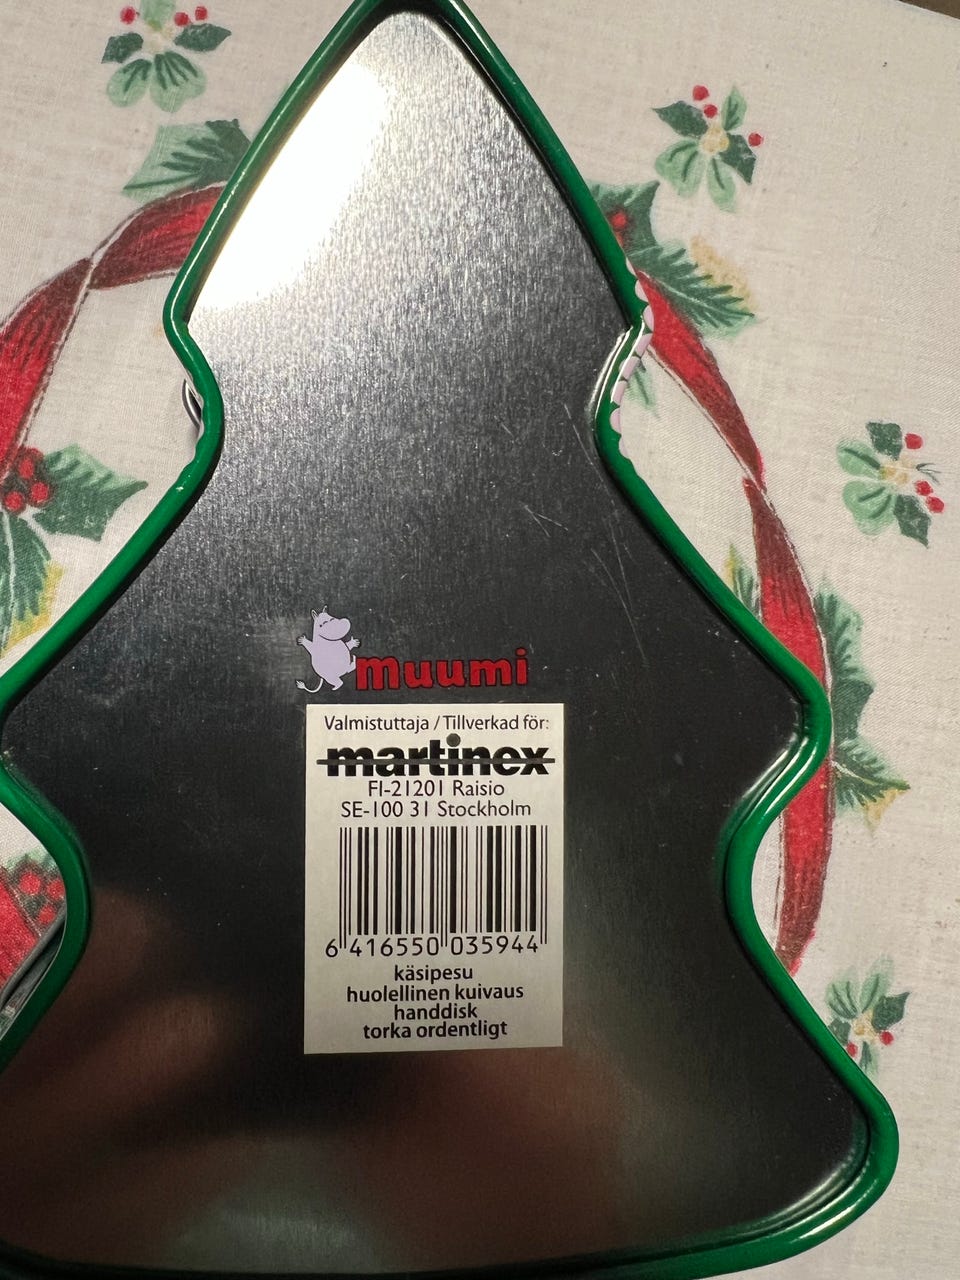 muumi
Valmistuttaja / Tillverkad för:
martinex
FI-21201 Raisio
SE-100 31 Stockholm
6 416550 035944
käsipesu
huolellinen kuivaus
handdisk
torka ordentligt